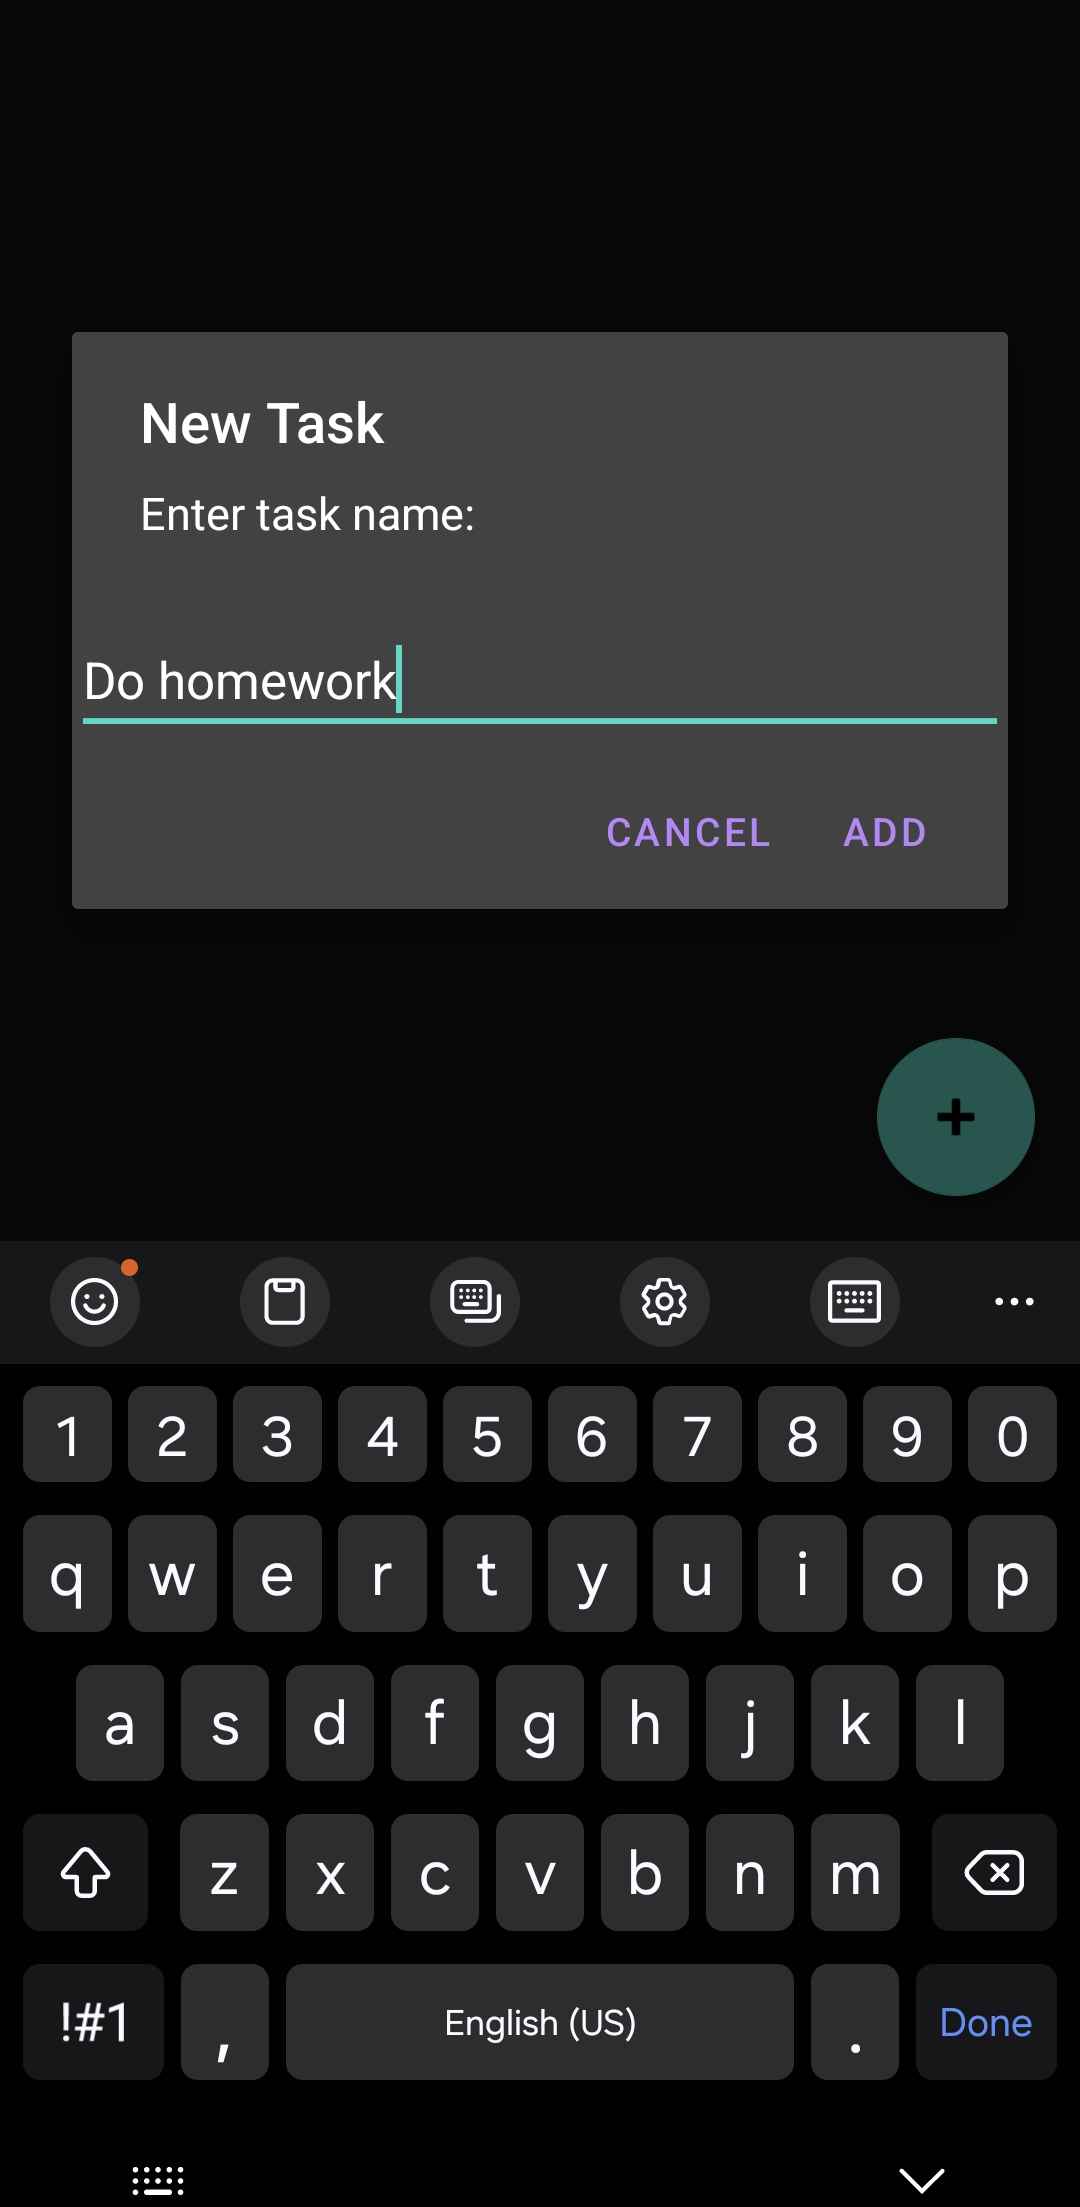 New Task
Enter task name:
Do homework
CANCEL ADD
1 2 3 4 5 6 7 8 9 0
q w e r t y u i o p
a s d f g h j k l
z x c v b n m
!#1 , English (US) . Done